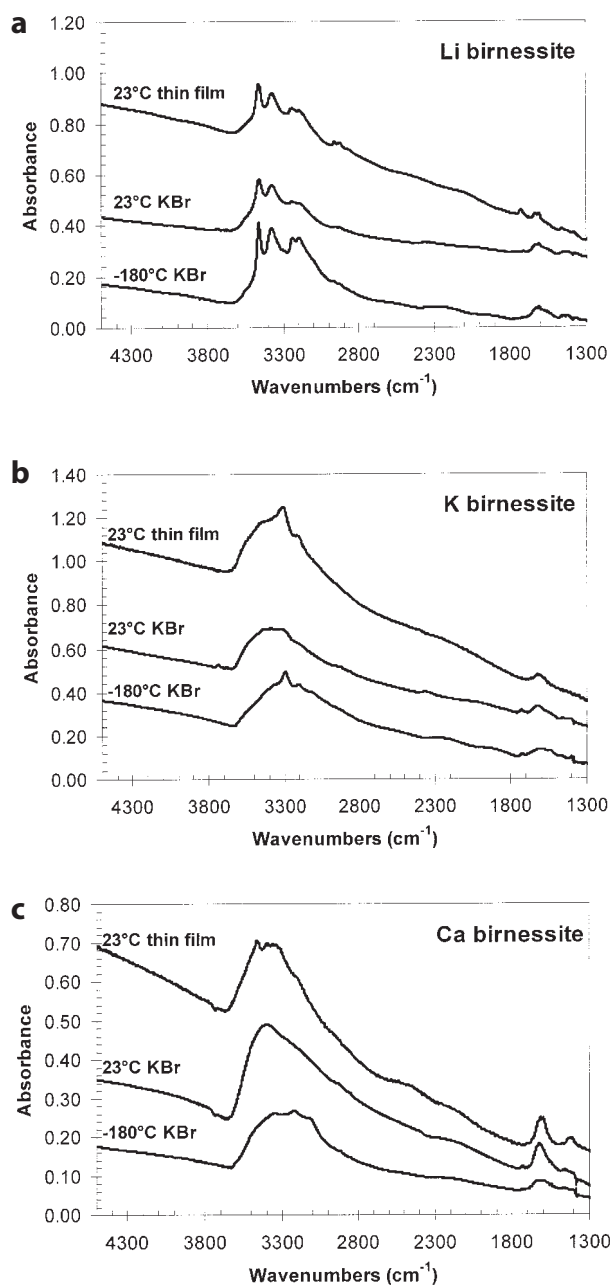 a
1.20
Li birnessite
1.00
23°C thin film
0.80
0.60
23°C KBr
0.40
-180°C KBr
0.20
0.00
Absorbance
4300 3800 3300 2800 2300 1800 1300
Wavenumbers (cm-1)
b
1.40
K birnessite
1.20
23°C thin film
1.00
0.80
23°C KBr
0.60
-180°C KBr
0.40
0.20
0.00
Absorbance
4300 3800 3300 2800 2300 1800 1300
Wavenumbers (cm-1)
c
0.80
Ca birnessite
23°C thin film
0.70
0.60
0.50
0.40
23°C KBr
0.30
-180°C KBr
0.20
0.10
0.00
Absorbance
4300 3800 3300 2800 2300 1800 1300
Wavenumbers (cm-1)